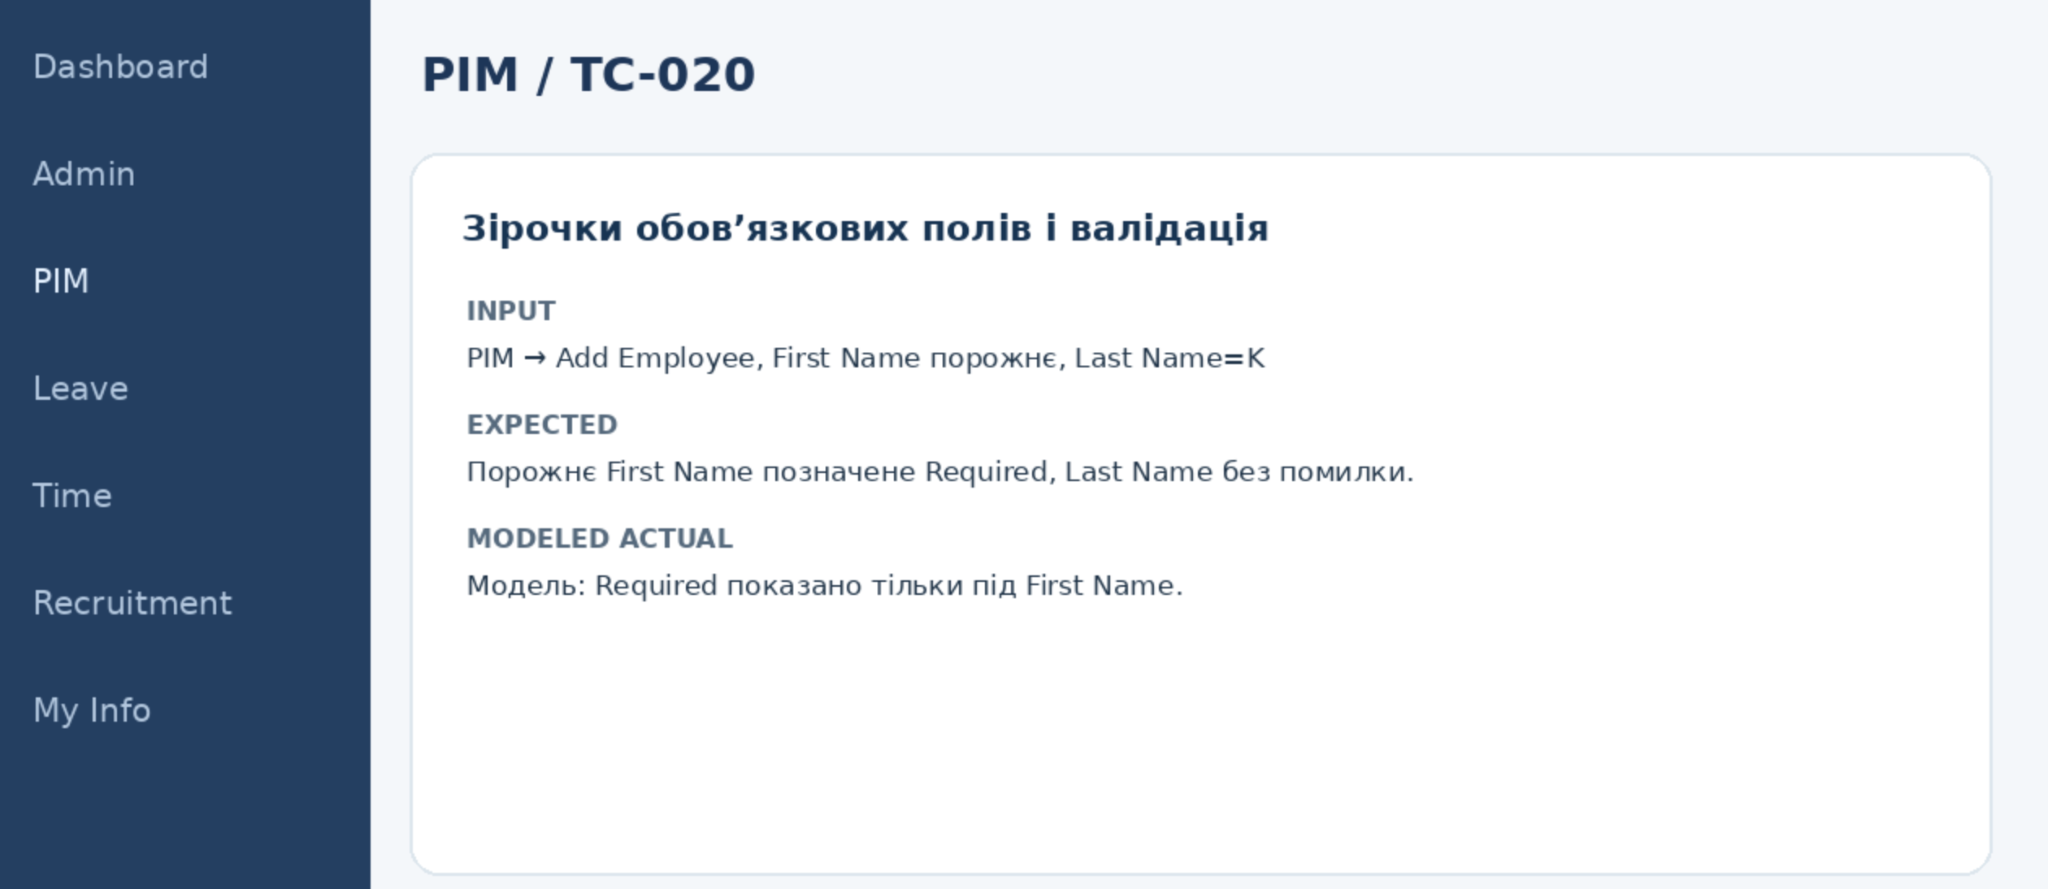 Dashboard
Admin
PIM
Leave
Time
Recruitment
My Info
PIM / TC-020
Зірочки обов’язкових полів і валідація
INPUT
PIM → Add Employee, First Name порожнє, Last Name=K
EXPECTED
Порожнє First Name позначене Required, Last Name без помилки.
MODELED ACTUAL
Модель: Required показано тільки під First Name.